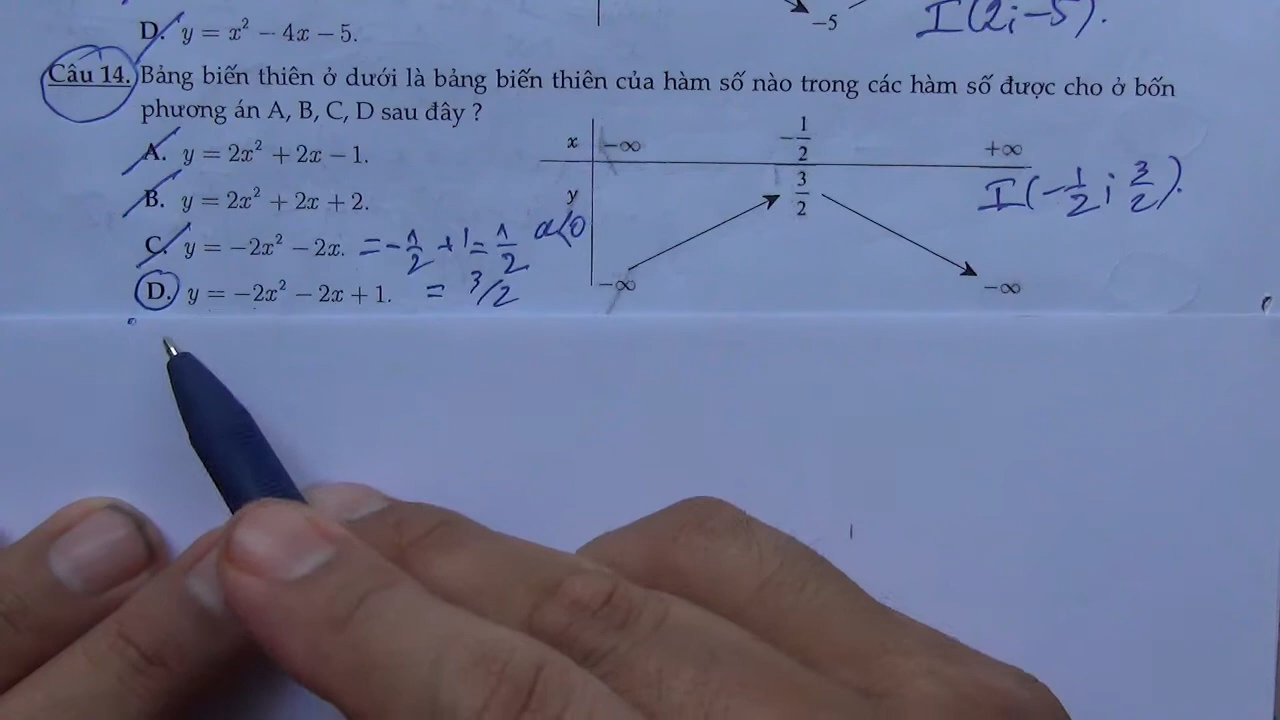 D. y = x² − 4x − 5.
−5
I(2; −5).
Câu 14. Bảng biến thiên ở dưới là bảng biến thiên của hàm số nào trong các hàm số được cho ở bốn
phương án A, B, C, D sau đây ?
A. y = 2x² + 2x − 1.
B. y = 2x² + 2x + 2.
C. y = −2x² − 2x. = −1/2 + 1 = 1/2
D. y = −2x² − 2x + 1. = 3/2
a<0
x −∞ −1/2 +∞
y 3/2
−∞ −∞
I(−1/2; 3/2).